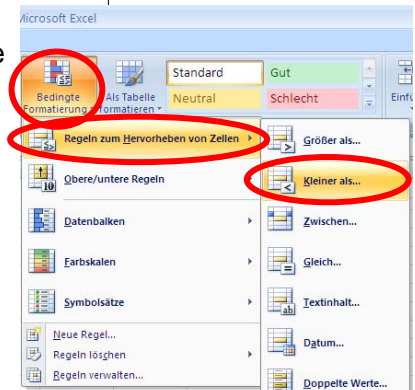 Microsoft Excel
e
Standard
Gut
Bedingte Formatierung
Als Tabelle formatieren
Neutral
Schlecht
Einfü
Regeln zum Hervorheben von Zellen
Größer als...
Obere/untere Regeln
Kleiner als...
Datenbalken
Zwischen...
Farbskalen
Gleich...
Symbolsätze
Textinhalt...
Neue Regel...
Datum...
Regeln löschen
Regeln verwalten...
Doppelte Werte...